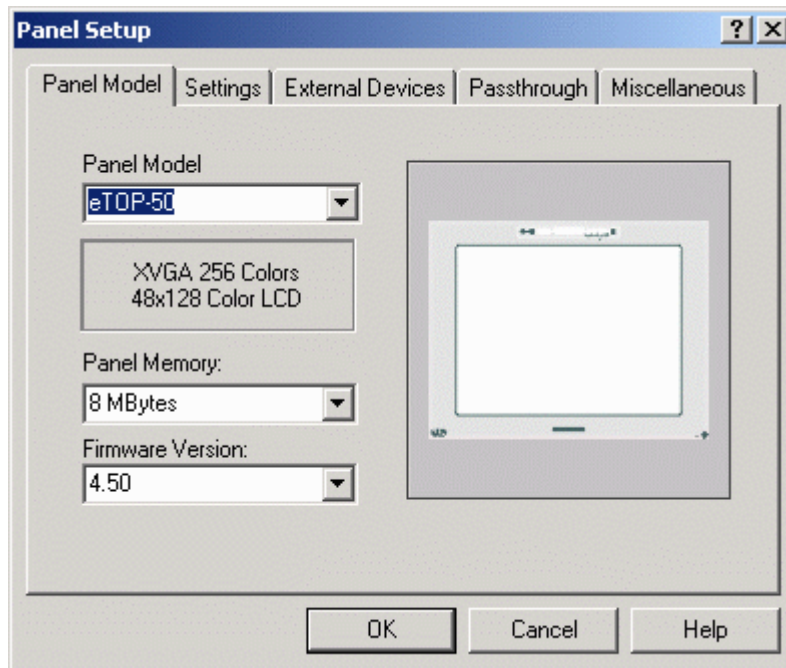 Panel Setup
Panel Model Settings External Devices Passthrough Miscellaneous
Panel Model
eTOP-50
XVGA 256 Colors
48x128 Color LCD
Panel Memory:
8 MBytes
Firmware Version:
4.50
OK Cancel Help